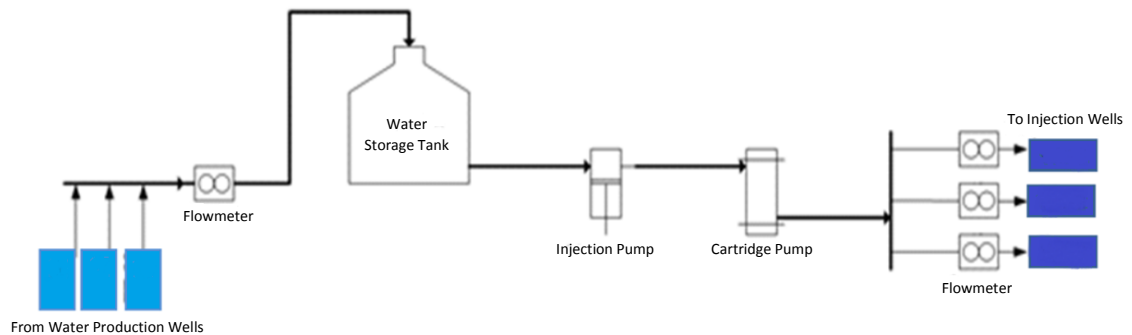 To Injection Wells
Water
Storage Tank
Flowmeter
Injection Pump
Cartridge Pump
Flowmeter
From Water Production Wells